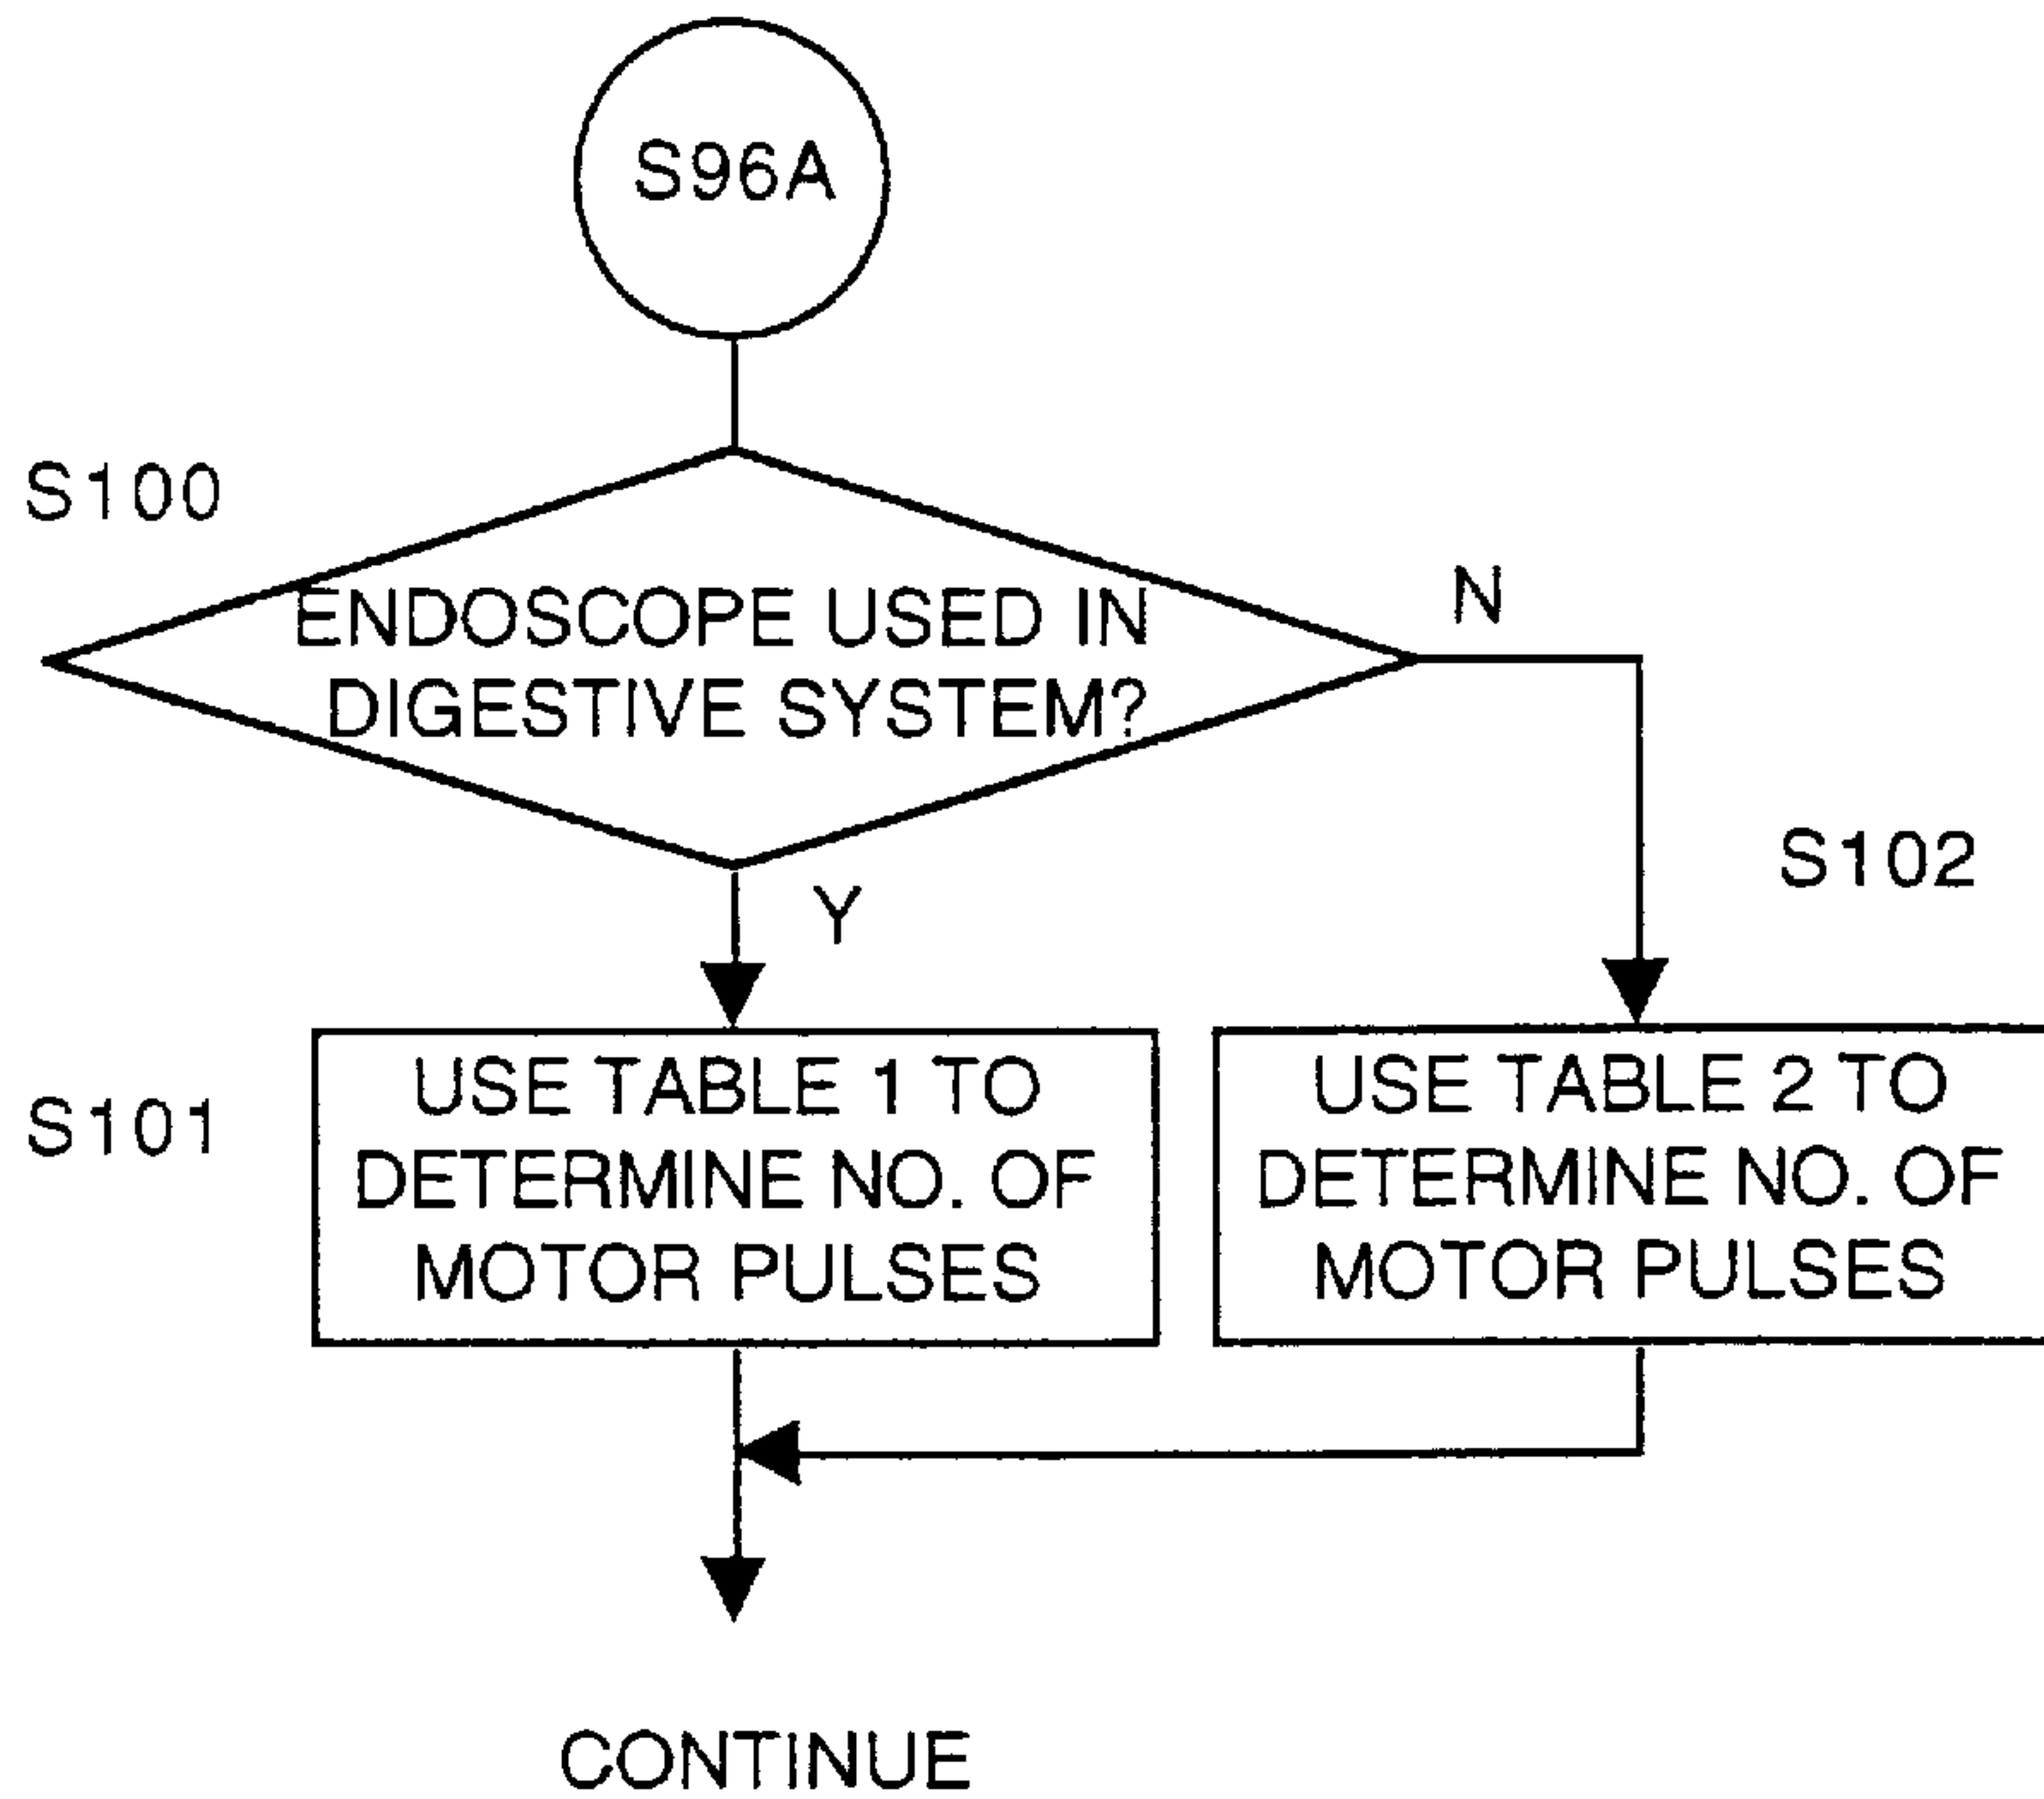 S96A
S100
ENDOSCOPE USED IN
DIGESTIVE SYSTEM?
N
Y
S102
S101
USE TABLE 1 TO
DETERMINE NO. OF
MOTOR PULSES
USE TABLE 2 TO
DETERMINE NO. OF
MOTOR PULSES
CONTINUE